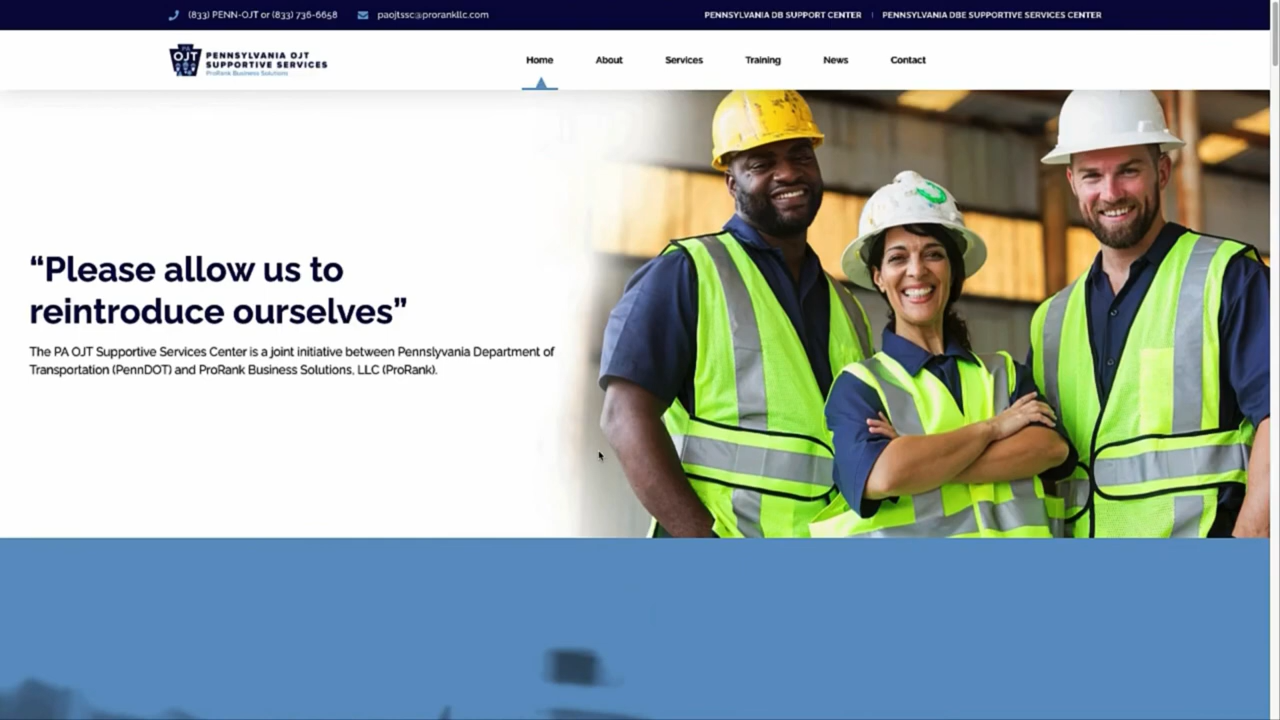 (833) PENN-OJT or (833) 736-6658
paojtssc@prorankllc.com
PENNSYLVANIA DB SUPPORT CENTER
PENNSYLVANIA DBE SUPPORTIVE SERVICES CENTER
OJT
PENNSYLVANIA OJT
SUPPORTIVE SERVICES
ProRank Business Solutions
Home
About
Services
Training
News
Contact
“Please allow us to
reintroduce ourselves”
The PA OJT Supportive Services Center is a joint initiative between Pennslyvania Department of
Transportation (PennDOT) and ProRank Business Solutions, LLC (ProRank).